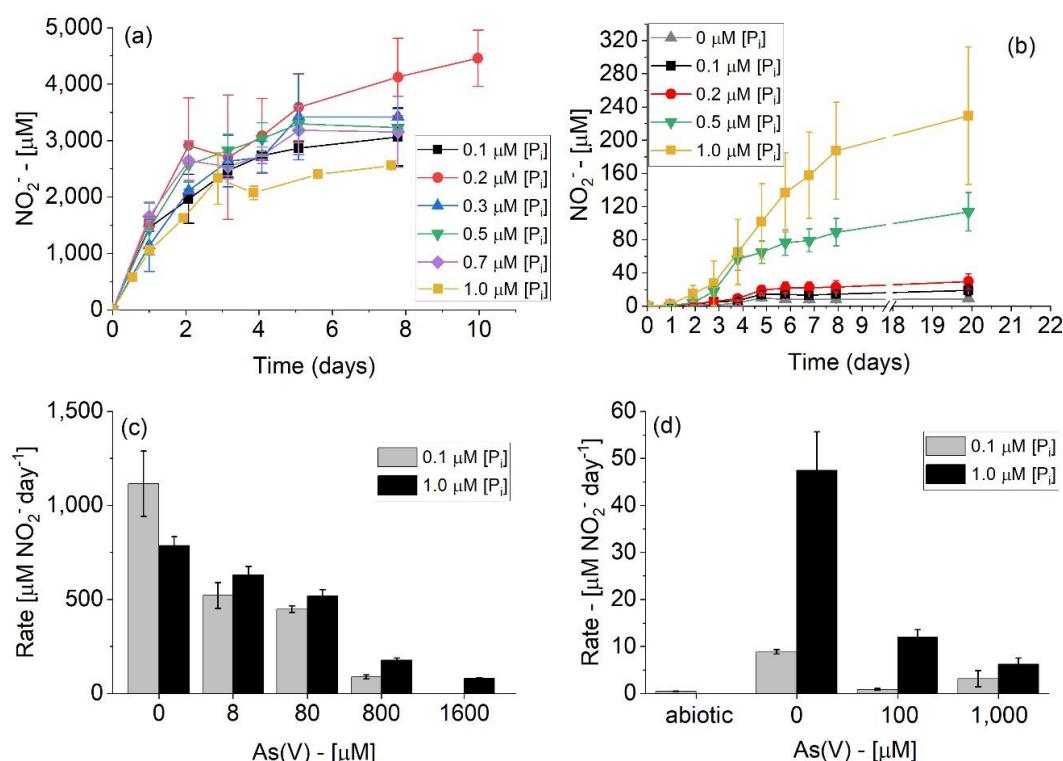 (a)
5,000
4,000
3,000
2,000
1,000
0
NO₂⁻ - [μM]
0 2 4 6 8 10
Time (days)
0.1 μM [Pᵢ]
0.2 μM [Pᵢ]
0.3 μM [Pᵢ]
0.5 μM [Pᵢ]
0.7 μM [Pᵢ]
1.0 μM [Pᵢ]
(b)
320
280
240
200
160
120
80
40
0
NO₂⁻ - [μM]
0 1 2 3 4 5 6 7 8 9 18 19 20 21 22
Time (days)
0 μM [Pᵢ]
0.1 μM [Pᵢ]
0.2 μM [Pᵢ]
0.5 μM [Pᵢ]
1.0 μM [Pᵢ]
(c)
1,500
1,000
500
0
Rate [μM NO₂⁻ day⁻¹]
0 8 80 800 1600
As(V) - [μM]
0.1 μM [Pᵢ]
1.0 μM [Pᵢ]
(d)
60
50
40
30
20
10
0
Rate - [μM NO₂⁻ day⁻¹]
abiotic 0 100 1,000
As(V) - [μM]
0.1 μM [Pᵢ]
1.0 μM [Pᵢ]